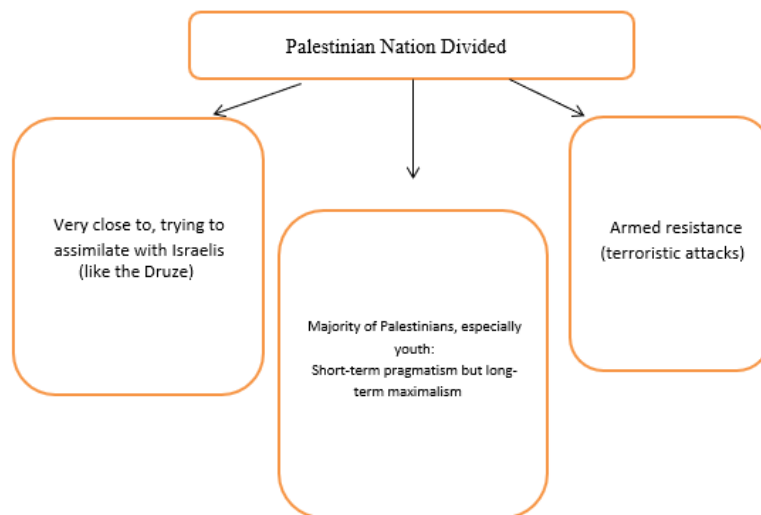 Palestinian Nation Divided
Very close to, trying to
assimilate with Israelis
(like the Druze)
Majority of Palestinians, especially
youth:
Short-term pragmatism but long-
term maximalism
Armed resistance
(terroristic attacks)